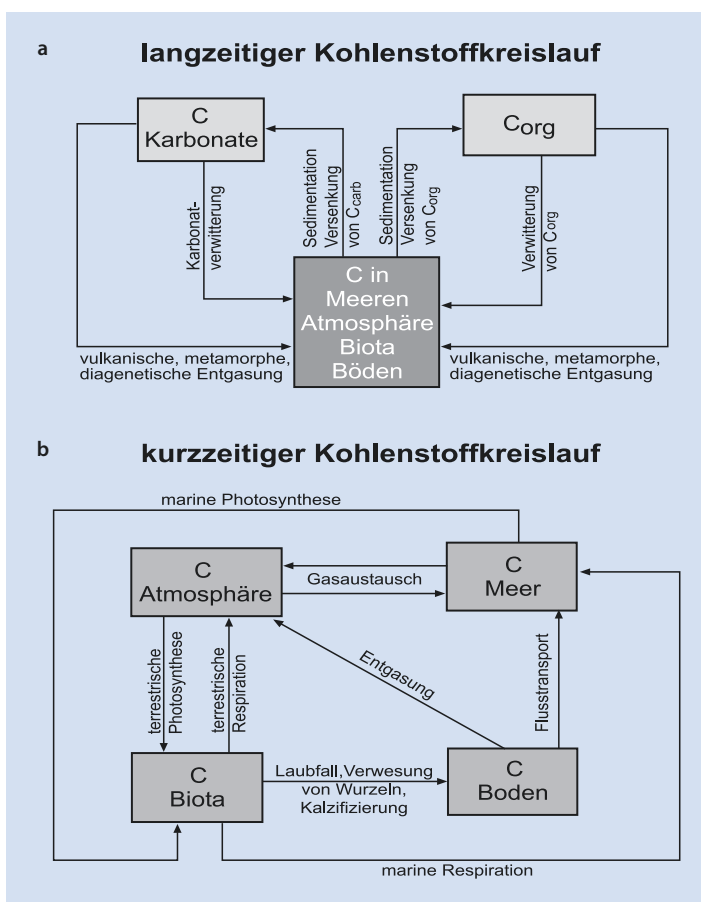 a
langzeitiger Kohlenstoffkreislauf
C
Karbonate
Corg
Karbonat-
verwitterung
Sedimentation
Versenkung
von Ccarb
Sedimentation
Versenkung
von Corg
Verwitterung
von Corg
C in
Meeren
Atmosphäre
Biota
Böden
vulkanische, metamorphe,
diagenetische Entgasung
vulkanische, metamorphe,
diagenetische Entgasung
b
kurzzeitiger Kohlenstoffkreislauf
marine Photosynthese
C
Atmosphäre
Gasaustausch
C
Meer
terrestrische
Photosynthese
terrestrische
Respiration
Entgasung
Flusstransport
C
Biota
Laubfall,Verwesung
von Wurzeln,
Kalzifizierung
C
Boden
marine Respiration